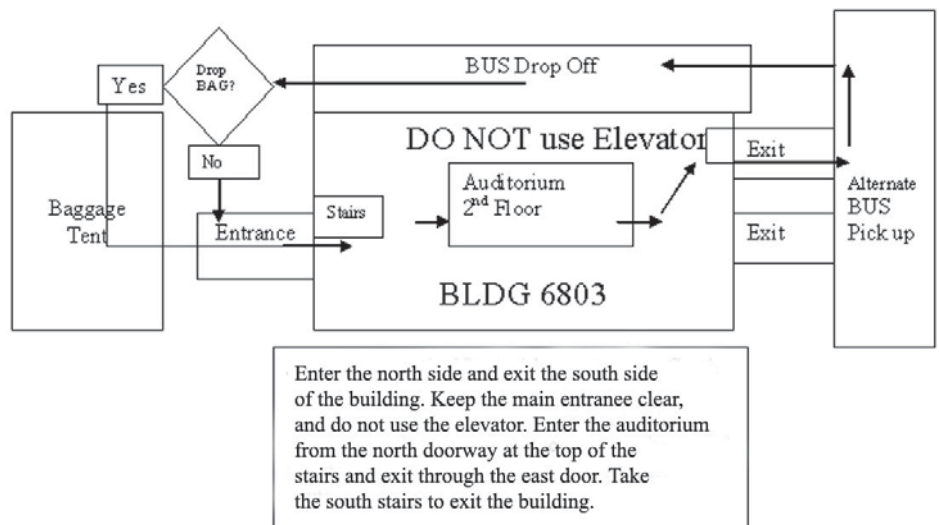 BUS Drop Off
Drop
BAG?
Yes
No
DO NOT use Elevator
Exit
Auditorium
2nd Floor
Stairs
Baggage
Tent
Entrance
Exit
Alternate
BUS
Pick up
BLDG 6803
Enter the north side and exit the south side
of the building. Keep the main entranee clear,
and do not use the elevator. Enter the auditorium
from the north doorway at the top of the
stairs and exit through the east door. Take
the south stairs to exit the building.